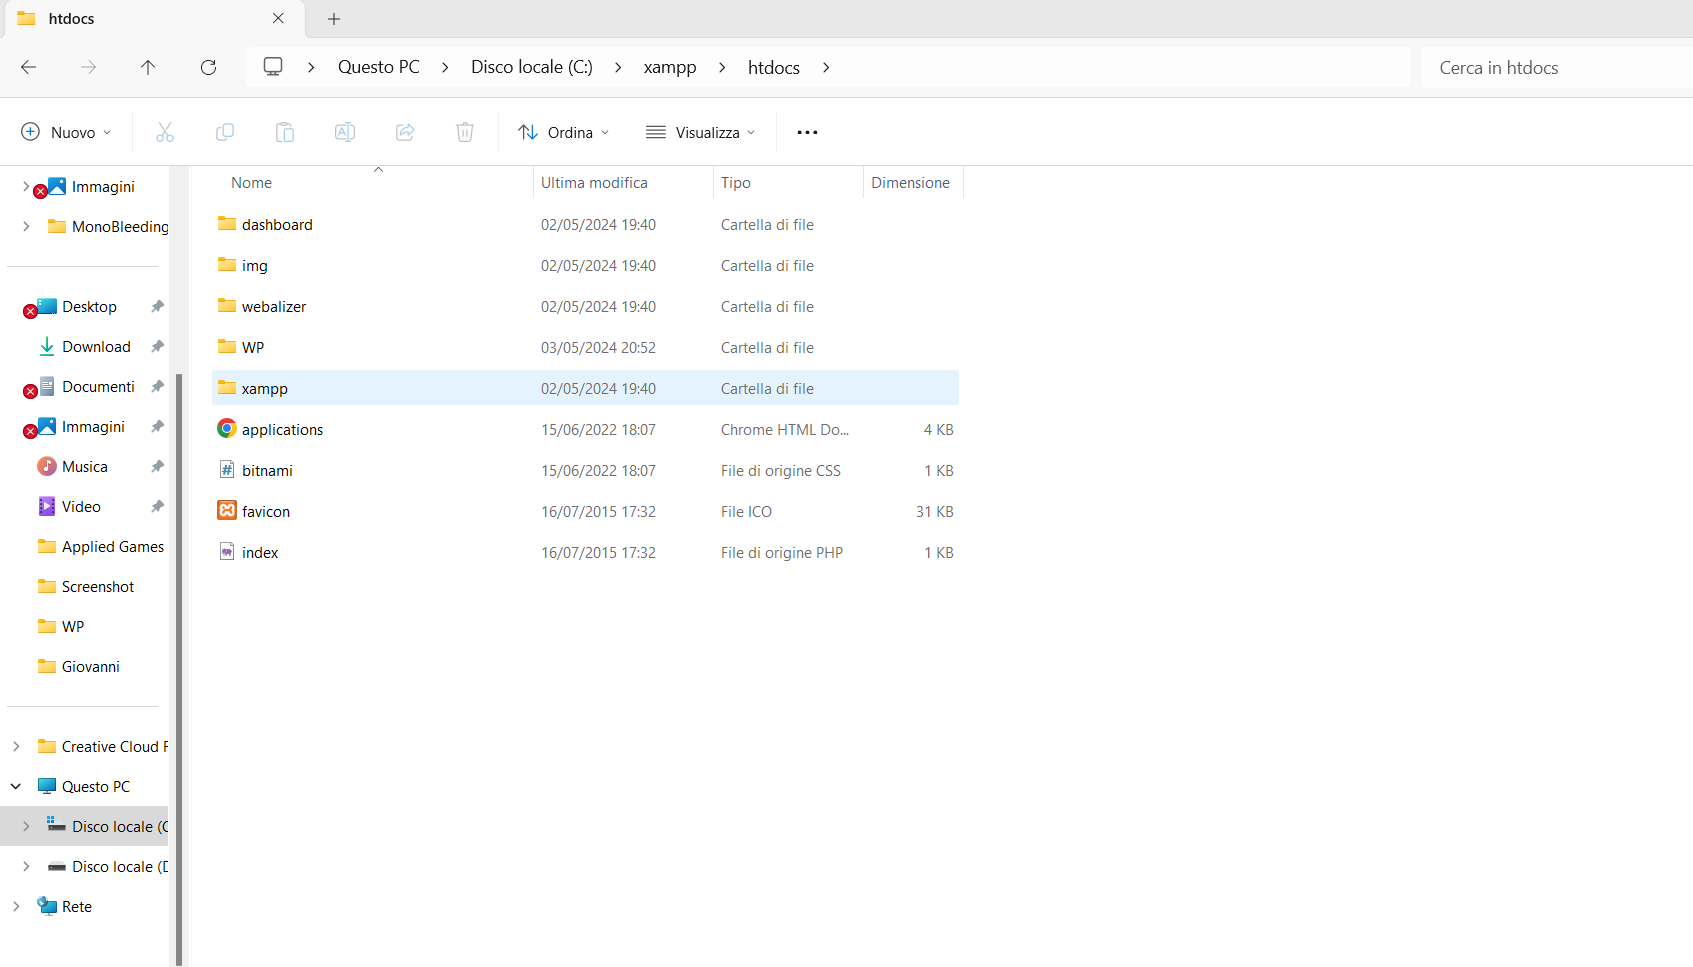 htdocs
Questo PC
Disco locale (C:)
xampp
htdocs
Cerca in htdocs
Nuovo
Ordina
Visualizza
Nome
Ultima modifica
Tipo
Dimensione
dashboard 02/05/2024 19:40 Cartella di file
img 02/05/2024 19:40 Cartella di file
webalizer 02/05/2024 19:40 Cartella di file
WP 03/05/2024 20:52 Cartella di file
xampp 02/05/2024 19:40 Cartella di file
applications 15/06/2022 18:07 Chrome HTML Do... 4 KB
bitnami 15/06/2022 18:07 File di origine CSS 1 KB
favicon 16/07/2015 17:32 File ICO 31 KB
index 16/07/2015 17:32 File di origine PHP 1 KB
Immagini
MonoBleeding
Desktop
Download
Documenti
Immagini
Musica
Video
Applied Games
Screenshot
WP
Giovanni
Creative Cloud F
Questo PC
Disco locale (C
Disco locale (D
Rete